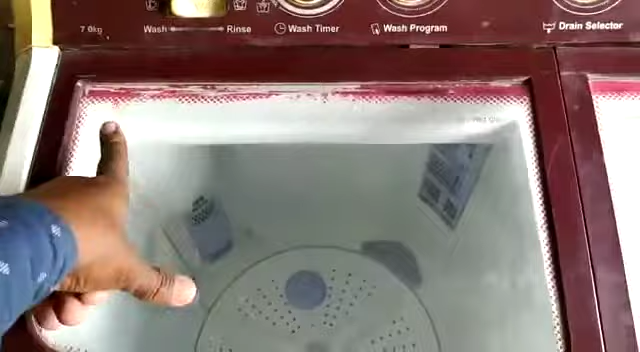 7.0kg
Wash Rinse
Wash Timer
Wash Program
Drain Selector